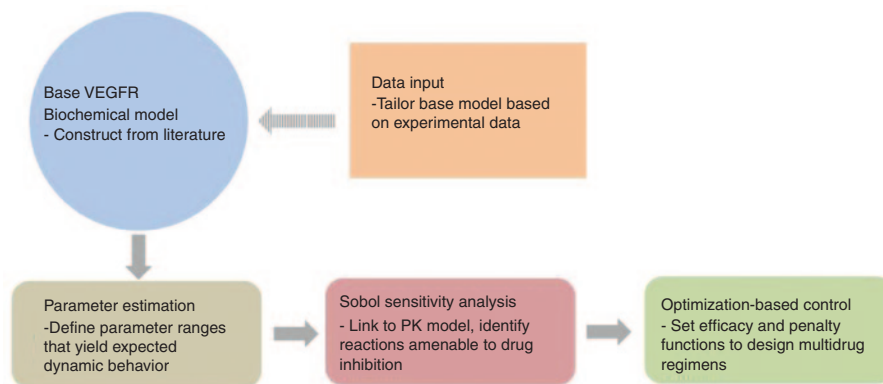 Base VEGFR
Biochemical model
- Construct from literature
Data input
-Tailor base model based
on experimental data
Parameter estimation
-Define parameter ranges
that yield expected
dynamic behavior
Sobol sensitivity analysis
- Link to PK model, identify
reactions amenable to drug
inhibition
Optimization-based control
- Set efficacy and penalty
functions to design multidrug
regimens